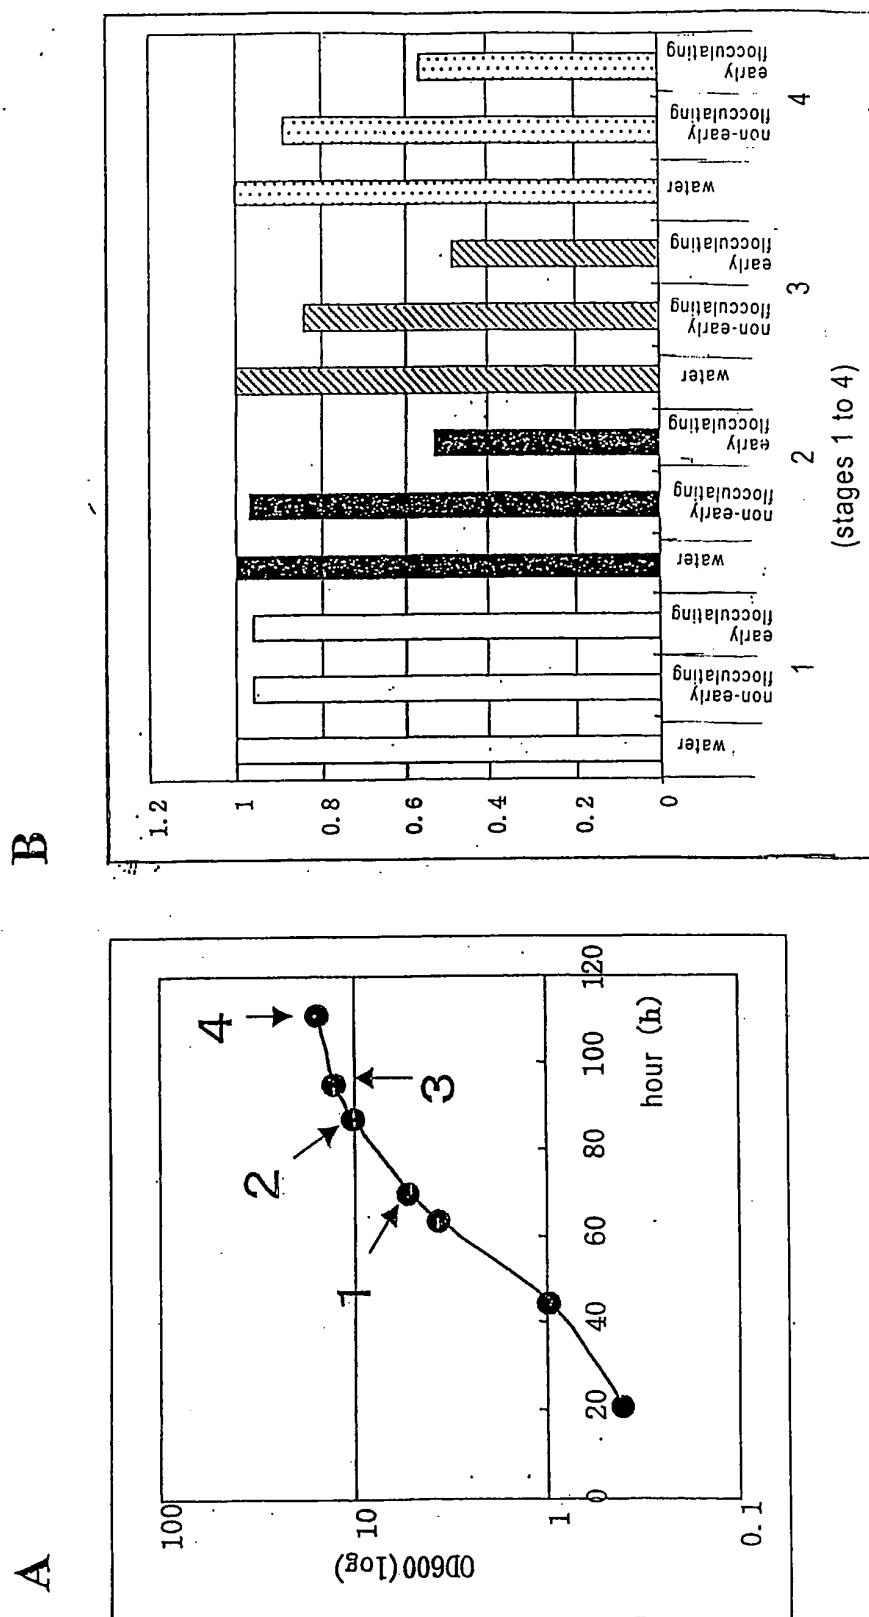 A
100
10
1
0.1
OD600(log)
0
20
40
60
80
100
120
hour (h)
1
2
3
4
B
1.2
1
0.8
0.6
0.4
0.2
0
water
non-early
flocculating
early
flocculating
water
non-early
flocculating
early
flocculating
water
non-early
flocculating
early
flocculating
water
non-early
flocculating
early
flocculating
1
2
3
4
(stages 1 to 4)